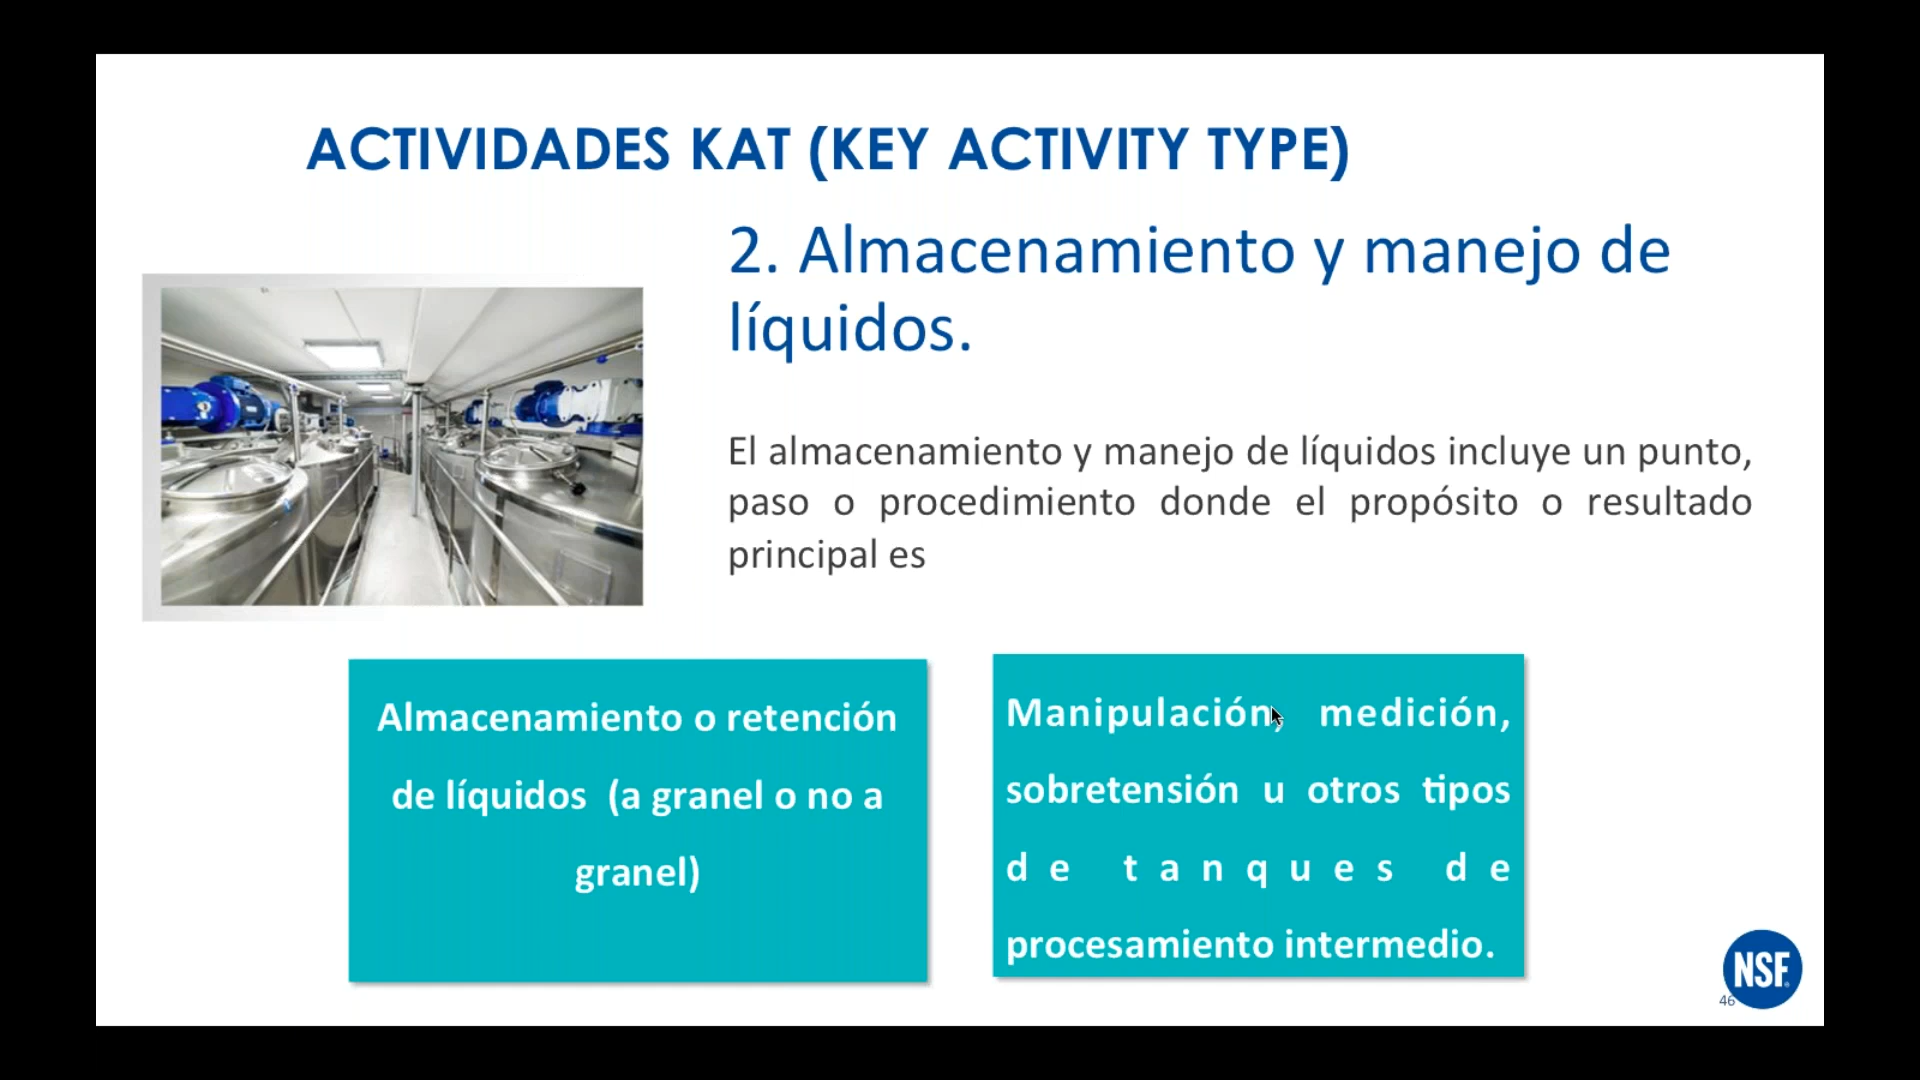 ACTIVIDADES KAT (KEY ACTIVITY TYPE)
2. Almacenamiento y manejo de
líquidos.
El almacenamiento y manejo de líquidos incluye un punto,
paso o procedimiento donde el propósito o resultado
principal es
Almacenamiento o retención
de líquidos (a granel o no a
granel)
Manipulación, medición,
sobretensión u otros tipos
de tanques de
procesamiento intermedio.
NSF
46